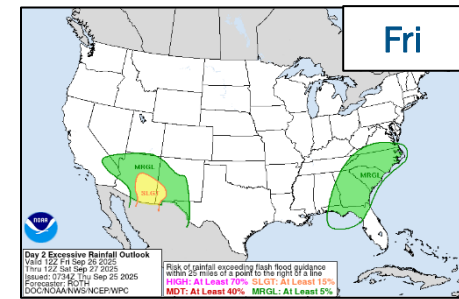 Fri
MRGL
SLGT
MRGL
NOAA
Day 2 Excessive Rainfall Outlook
Valid 12Z Fri Sep 26 2025
Thru 12Z Sat Sep 27 2025
Issued: 0734Z Thu Sep 25 2025
Forecaster: ROTH
DOC/NOAA/NWS/NCEP/WPC
Risk of rainfall exceeding flash flood guidance
within 25 miles of a point to the right of a line
HIGH: At Least 70% SLGT: At Least 15%
MDT: At Least 40% MRGL: At Least 5%